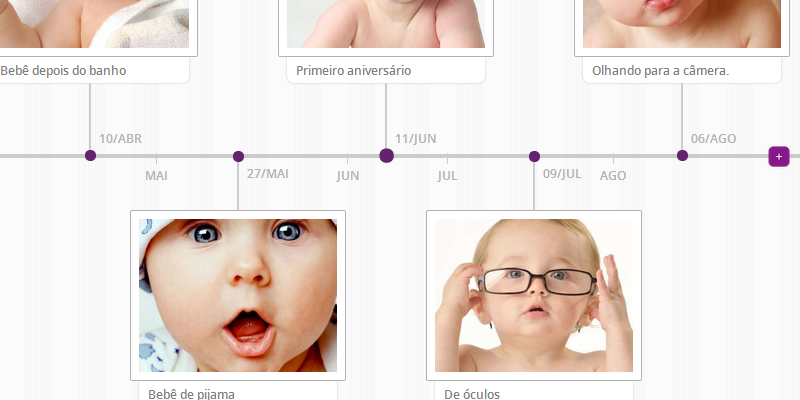 Bebê depois do banho
Primeiro aniversário
Olhando para a câmera.
10/ABR
11/JUN
06/AGO
+
MAI
27/MAI
JUN
JUL
09/JUL
AGO
Bebê de pijama
De óculos